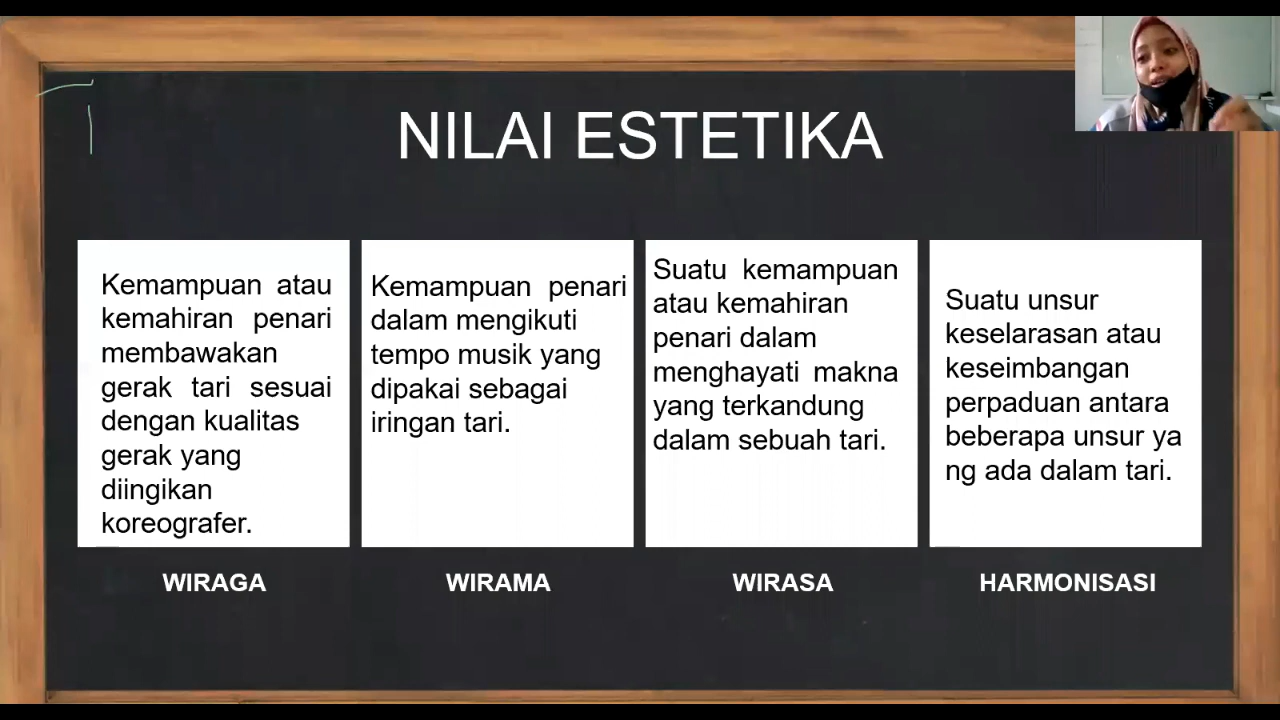 NILAI ESTETIKA
Kemampuan atau
kemahiran penari
membawakan
gerak tari sesuai
dengan kualitas
gerak yang
diingikan
koreografer.
WIRAGA
Kemampuan penari
dalam mengikuti
tempo musik yang
dipakai sebagai
iringan tari.
WIRAMA
Suatu kemampuan
atau kemahiran
penari dalam
menghayati makna
yang terkandung
dalam sebuah tari.
WIRASA
Suatu unsur
keselarasan atau
keseimbangan
perpaduan antara
beberapa unsur ya
ng ada dalam tari.
HARMONISASI